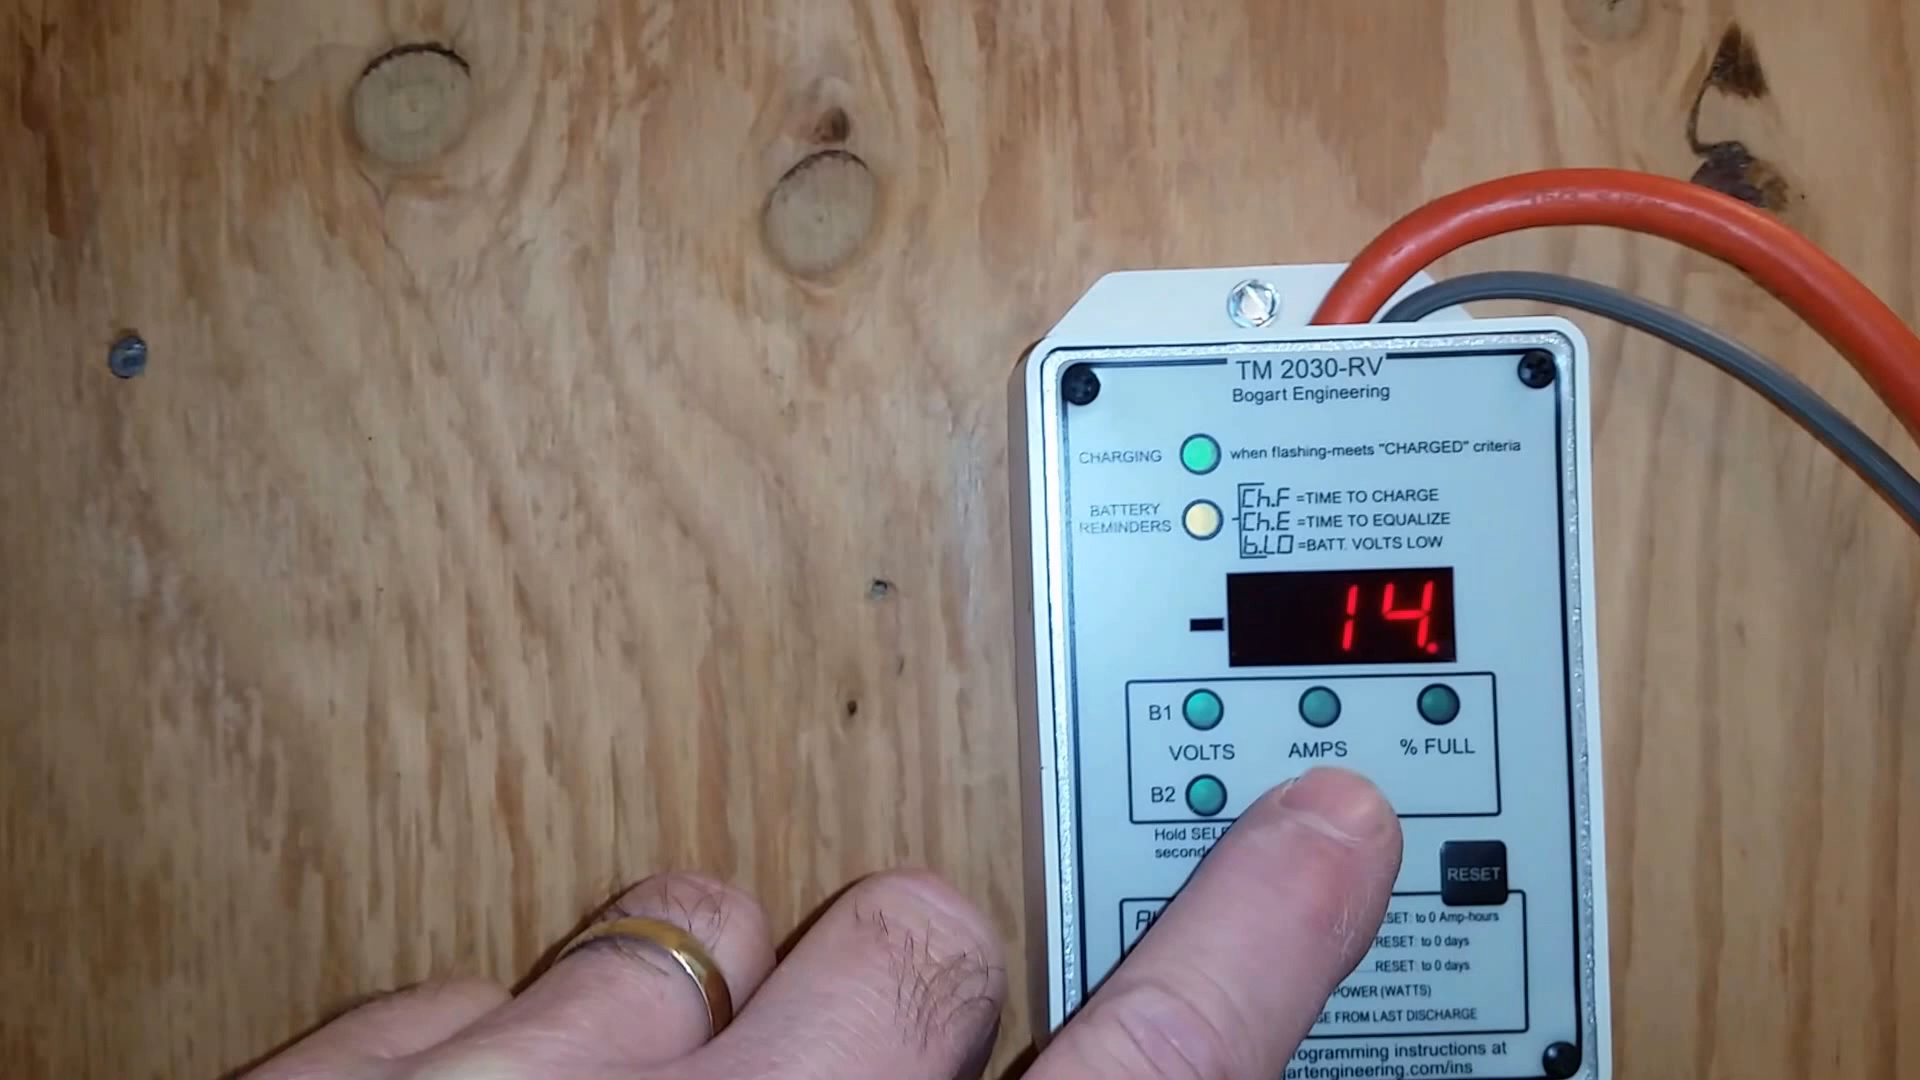 TM 2030-RV
Bogart Engineering
CHARGING when flashing-meets "CHARGED" criteria
BATTERY REMINDERS
Ch.F =TIME TO CHARGE
Ch.E =TIME TO EQUALIZE
b.LO =BATT. VOLTS LOW
14.
B1
VOLTS AMPS % FULL
B2
Hold
RESET
to 0 Amp-hours
RESET: to 0 days
RESET: to 0 days
POWER (WATTS)
FROM LAST DISCHARGE
instructions at